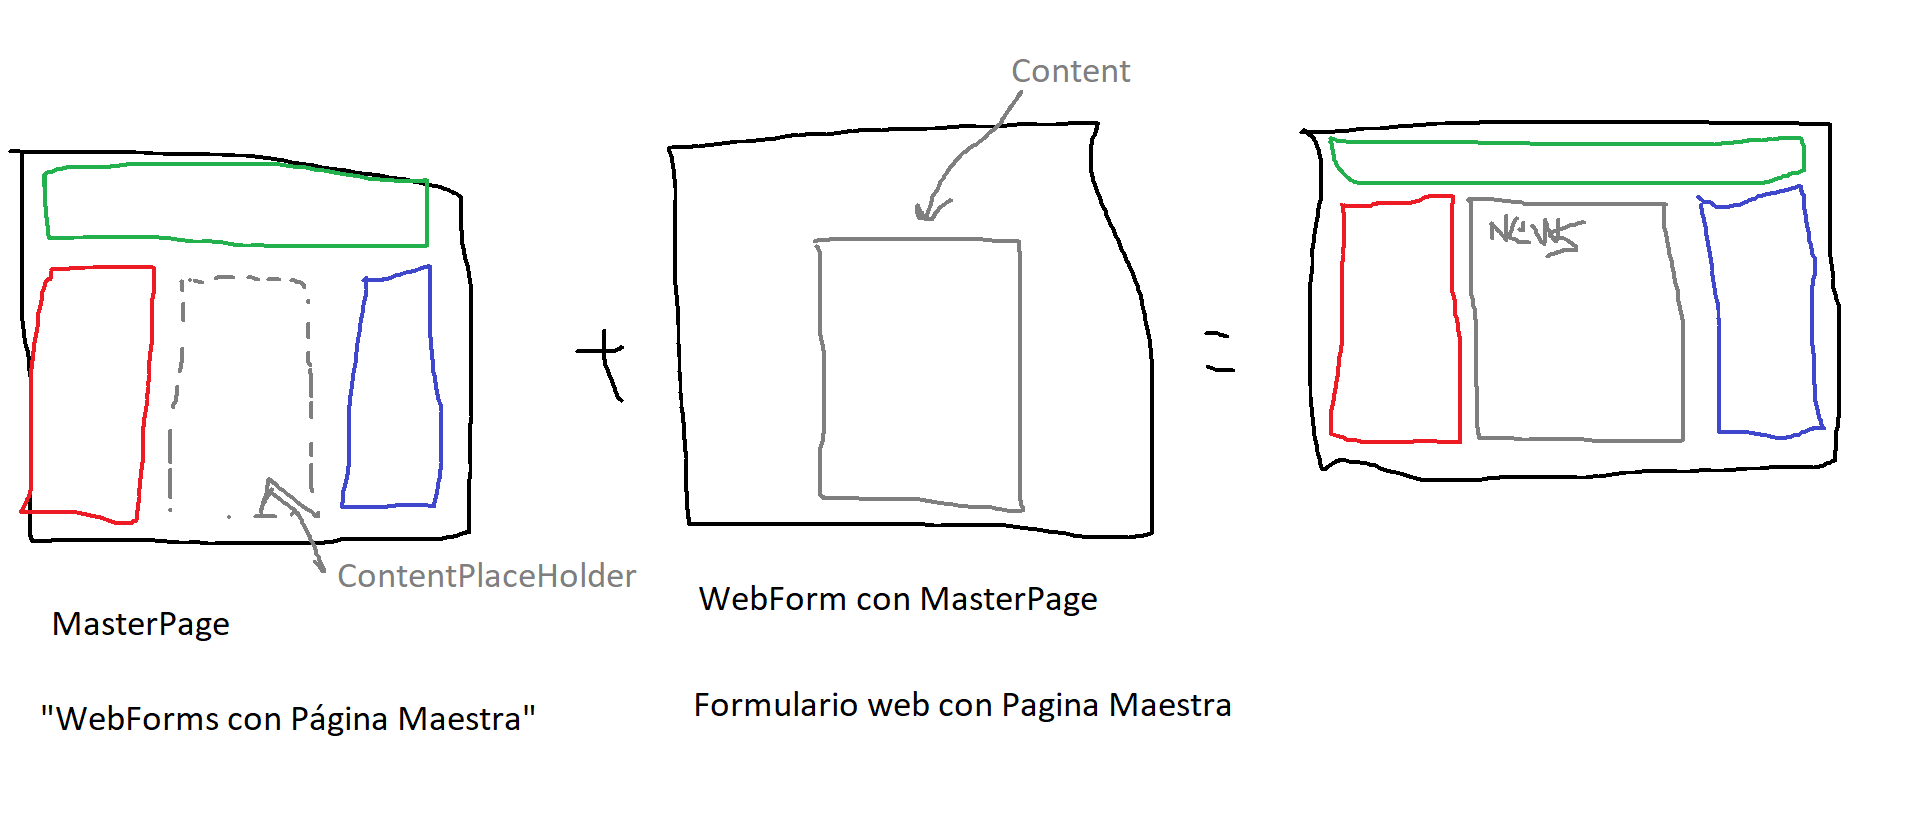 Content
NEWS
ContentPlaceHolder
MasterPage
WebForm con MasterPage
"WebForms con Página Maestra"
Formulario web con Pagina Maestra